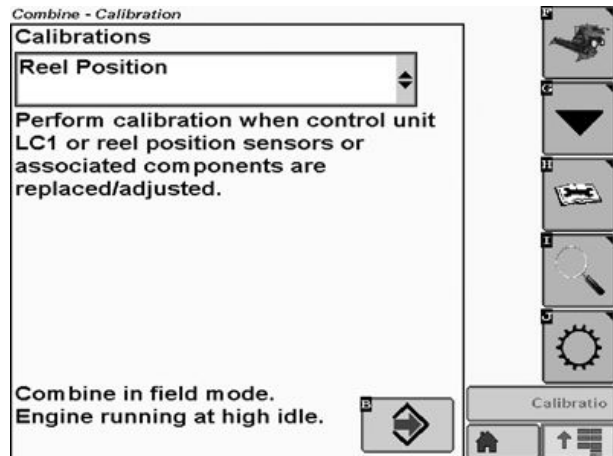 Combine - Calibration
Calibrations
Reel Position
Perform calibration when control unit
LC1 or reel position sensors or
associated components are
replaced/adjusted.
Combine in field mode.
Engine running at high idle.
B
F
G
H
I
J
Calibratio